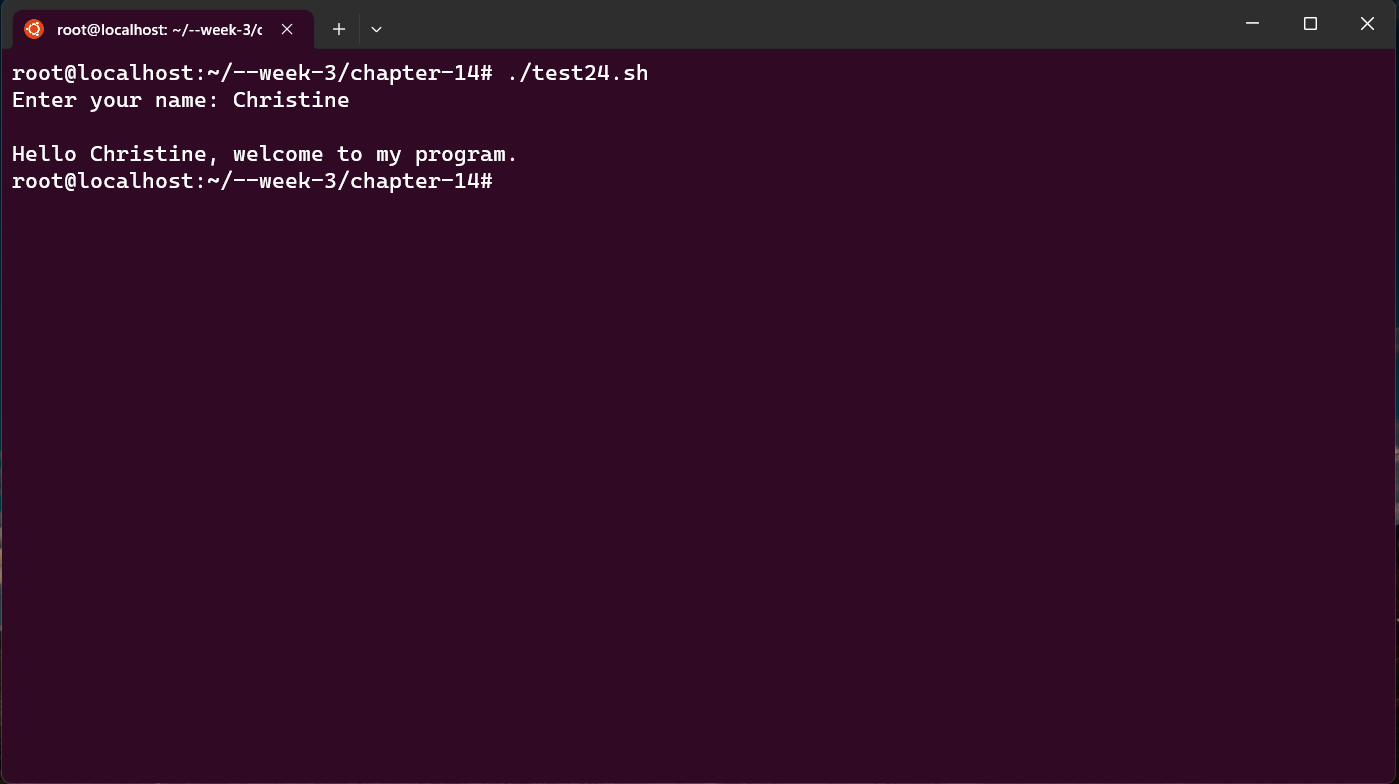 root@localhost: ~/--week-3/c
root@localhost:~/--week-3/chapter-14# ./test24.sh
Enter your name: Christine
Hello Christine, welcome to my program.
root@localhost:~/--week-3/chapter-14#